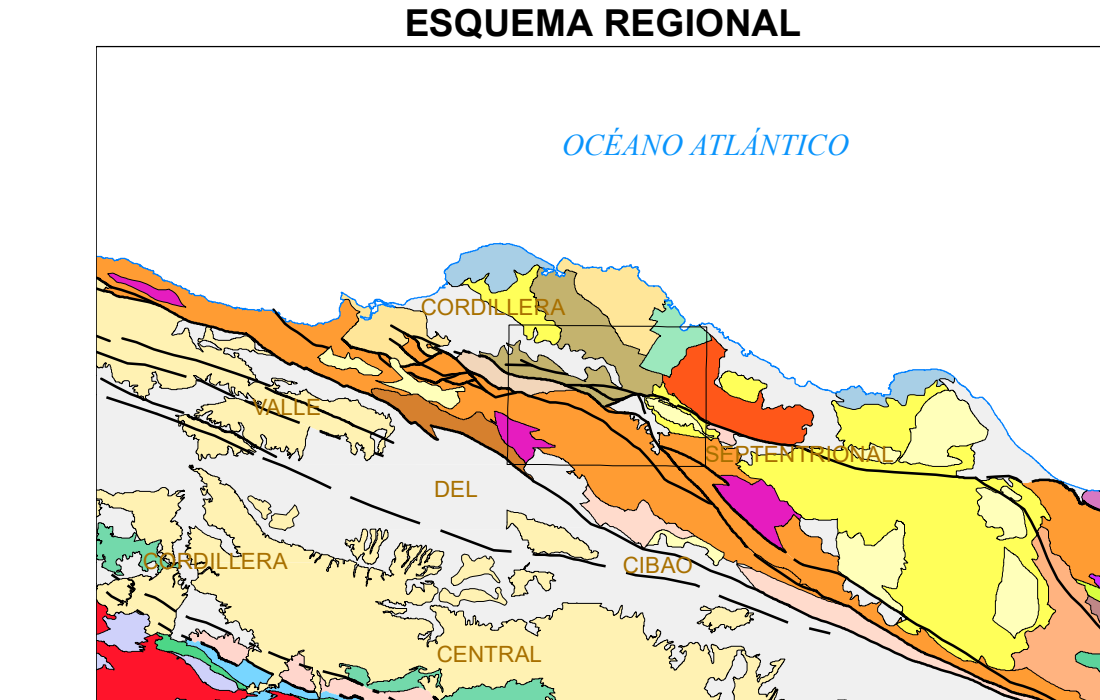 ESQUEMA REGIONAL
OCÉANO ATLÁNTICO
CORDILLERA
VALLE
SEPTENTRIONAL
DEL
CORDILLERA
CIBAO
CENTRAL